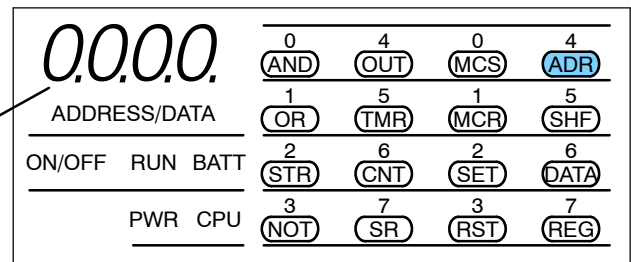 0.0.0.0.
ADDRESS/DATA
ON/OFF RUN BATT
PWR CPU
0 4 0 4
AND OUT MCS ADR
1 5 1 5
OR TMR MCR SHF
2 6 2 6
STR CNT SET DATA
3 7 3 7
NOT SR RST REG